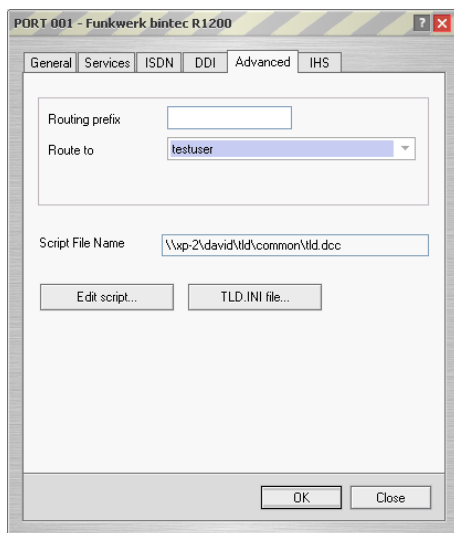 PORT 001 - Funkwerk bintec R1200
General Services ISDN DDI Advanced IHS
Routing prefix
Route to testuser
Script File Name \\xp-2\david\tld\common\tld.dcc
Edit script... TLD.INI file...
OK Close